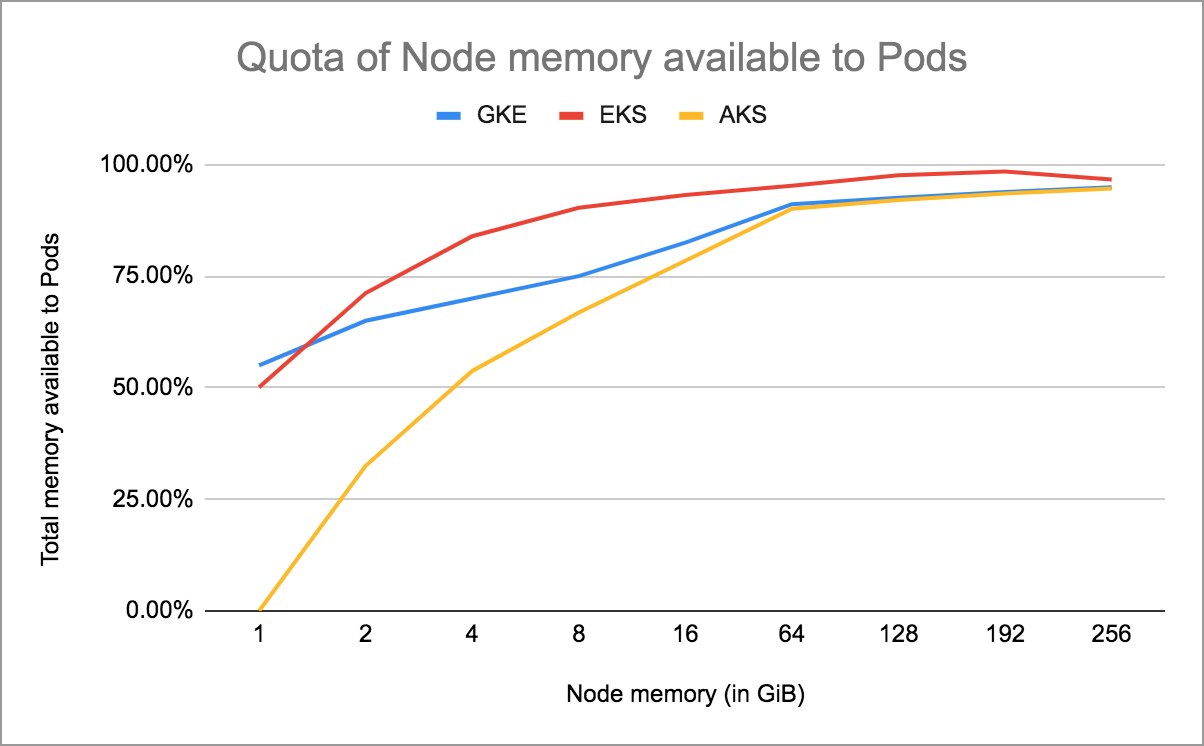 Quota of Node memory available to Pods
GKE EKS AKS
Total memory available to Pods
100.00%
75.00%
50.00%
25.00%
0.00%
1 2 4 8 16 64 128 192 256
Node memory (in GiB)